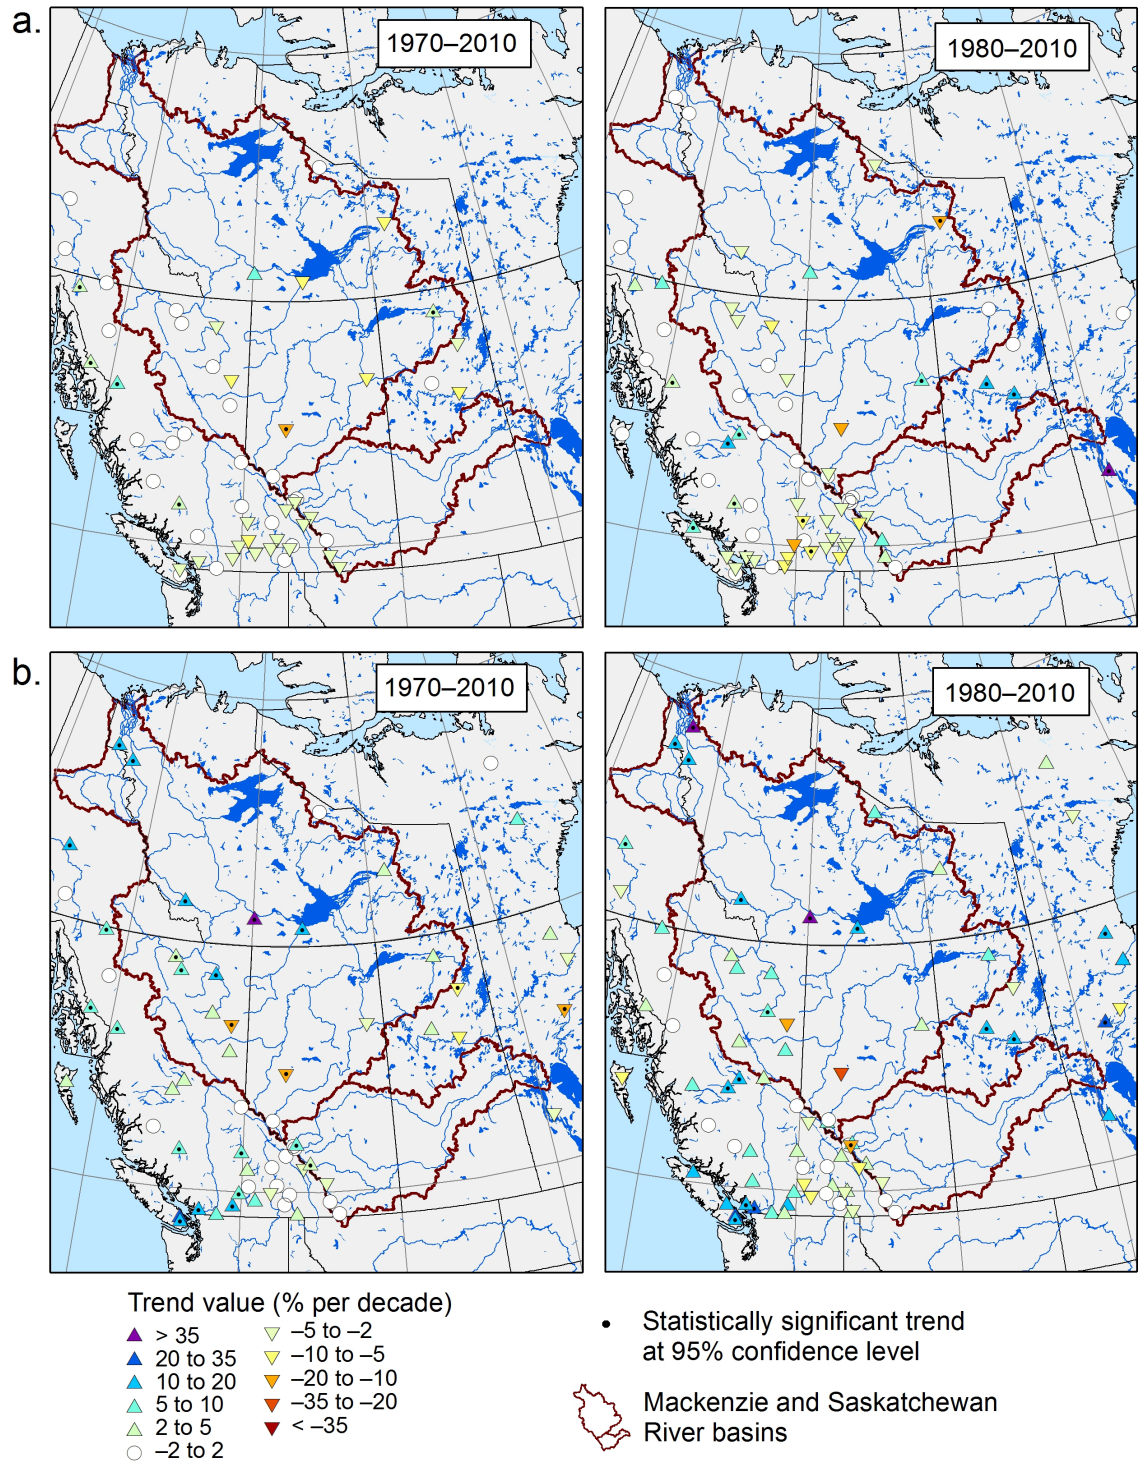 a.
1970–2010
1980–2010
b.
1970–2010
1980–2010
Trend value (% per decade)
> 35
20 to 35
10 to 20
5 to 10
2 to 5
–2 to 2
–5 to –2
–10 to –5
–20 to –10
–35 to –20
< –35
Statistically significant trend
at 95% confidence level
Mackenzie and Saskatchewan
River basins